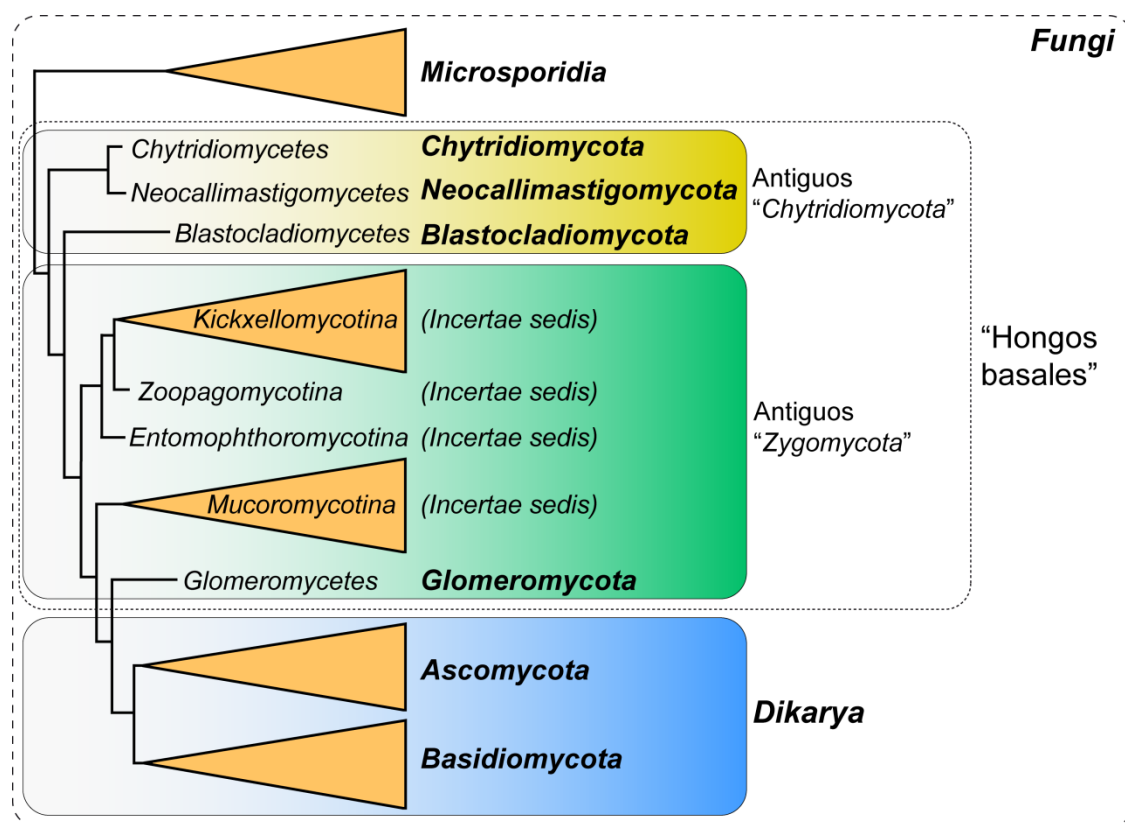 Fungi
Microsporidia
Chytridiomycetes Chytridiomycota
Neocallimastigomycetes Neocallimastigomycota
Blastocladiomycetes Blastocladiomycota
Antiguos
“Chytridiomycota”
Kickxellomycotina (Incertae sedis)
Zoopagomycotina (Incertae sedis)
Entomophthoromycotina (Incertae sedis)
Mucoromycotina (Incertae sedis)
Glomeromycetes Glomeromycota
Antiguos
“Zygomycota”
“Hongos
basales”
Ascomycota
Basidiomycota
Dikarya